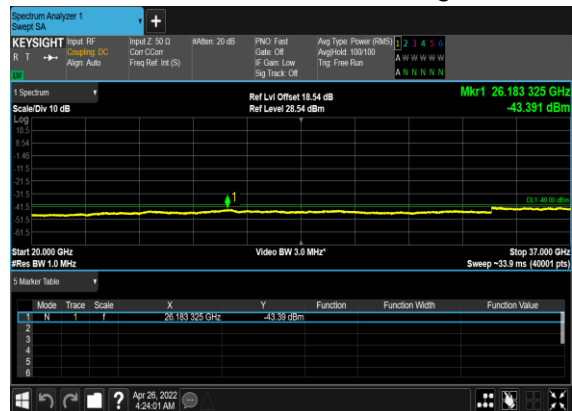 Spectrum Analyzer 1
Swept SA
+
KEYSIGHT Input: RF Input Z: 50 Ω #Atten: 20 dB PNO: Fast Avg Type: Power (RMS) 1 2 3 4 5 6
R T Coupling: DC Corr CCorr Gate: Off Avg|Hold: 100/100 A W W W W W
Align: Auto Freq Ref: Int (S) IF Gain: Low Trig: Free Run
Sig Track: Off A N N N N N
1 Spectrum Ref Lvl Offset 18.54 dB Mkr1 26.183 325 GHz
Scale/Div 10 dB Ref Level 28.54 dBm -43.391 dBm
Log
18.5
8.54
-1.46
-11.5
-21.5
-31.5 1
DL1 -40.00 dBm
-41.5
-51.5
-61.5
Start 20.000 GHz Video BW 3.0 MHz* Stop 37.000 GHz
#Res BW 1.0 MHz Sweep ~33.9 ms (40001 pts)
5 Marker Table
Mode Trace Scale X Y Function Function Width Function Value
1 N 1 f 26.183 325 GHz -43.39 dBm
2
3
4
5
6
? Apr 26, 2022
4:24:01 AM